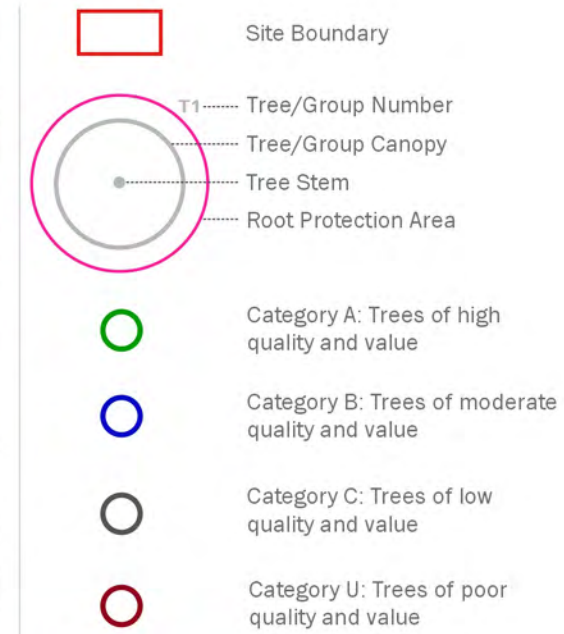 Site Boundary
T1
Tree/Group Number
Tree/Group Canopy
Tree Stem
Root Protection Area
Category A: Trees of high
quality and value
Category B: Trees of moderate
quality and value
Category C: Trees of low
quality and value
Category U: Trees of poor
quality and value